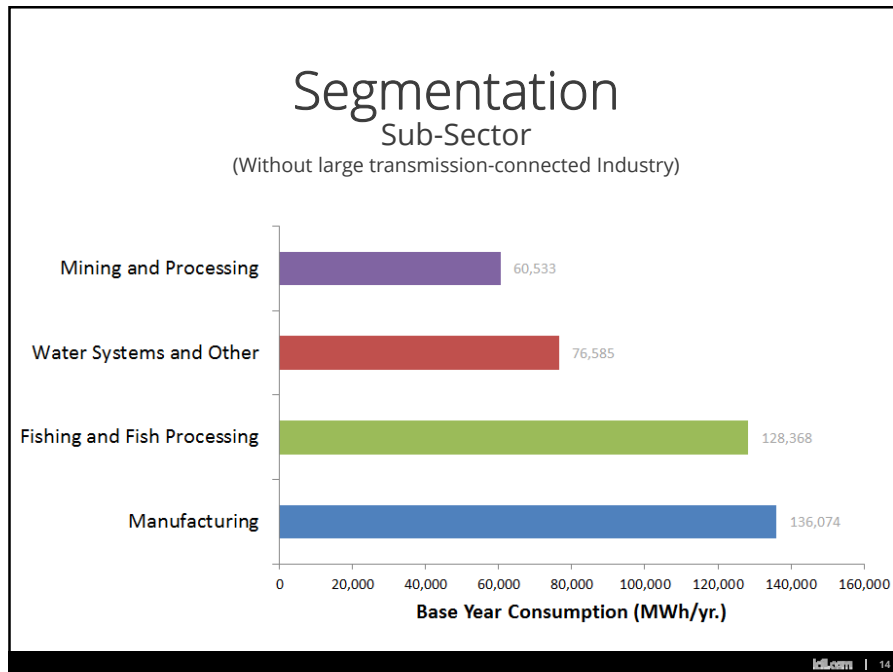 Segmentation
Sub-Sector
(Without large transmission-connected Industry)
Mining and Processing
60,533
Water Systems and Other
76,585
Fishing and Fish Processing
128,368
Manufacturing
136,074
0 20,000 40,000 60,000 80,000 100,000 120,000 140,000 160,000
Base Year Consumption (MWh/yr.)
| 14